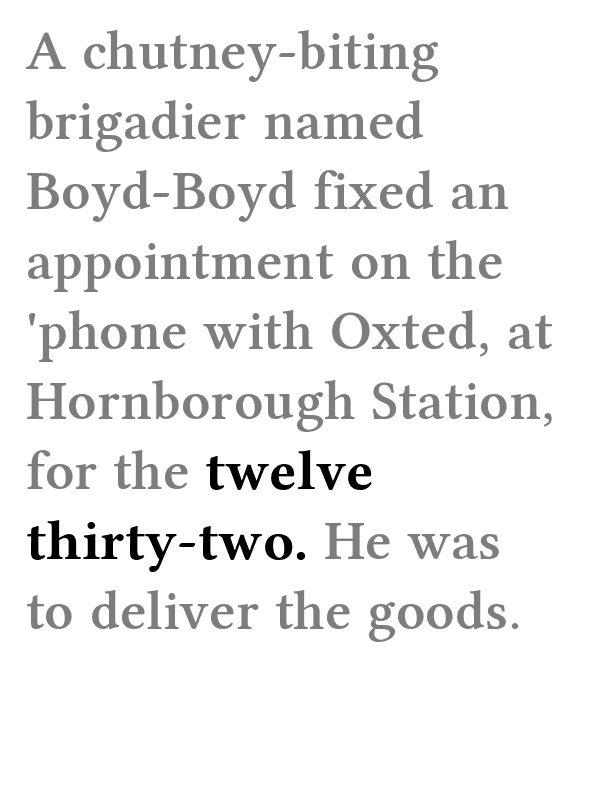 A chutney-biting
brigadier named
Boyd-Boyd fixed an
appointment on the
'phone with Oxted, at
Hornborough Station,
for the twelve
thirty-two. He was
to deliver the goods.